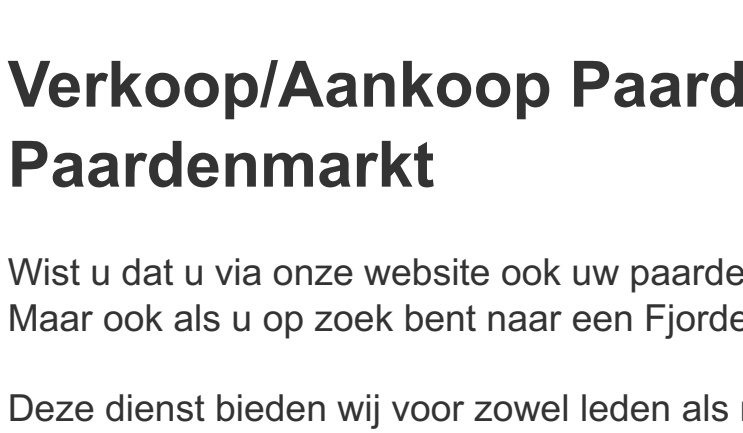 Verkoop/Aankoop Paard
Paardenmarkt
Wist u dat u via onze website ook uw paarde
Maar ook als u op zoek bent naar een Fjorde
Deze dienst bieden wij voor zowel leden als